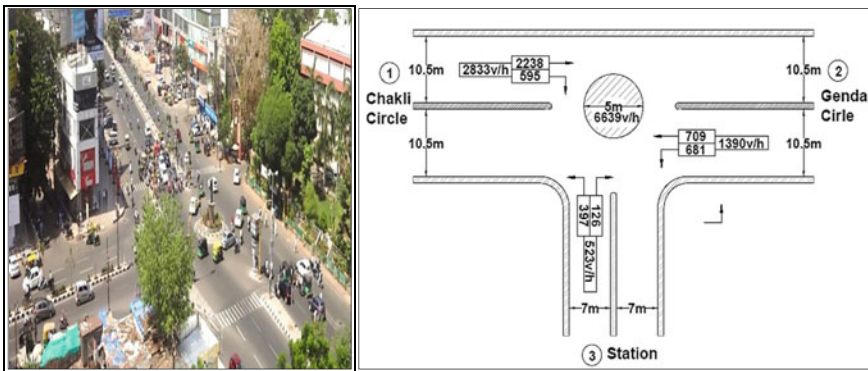 1
Chakli
Circle
10.5m
10.5m
2833v/h
2238
595
5m
6639v/h
10.5m
10.5m
2
Genda
Cirle
709
681
1390v/h
397
126
523v/h
7m
7m
3 Station